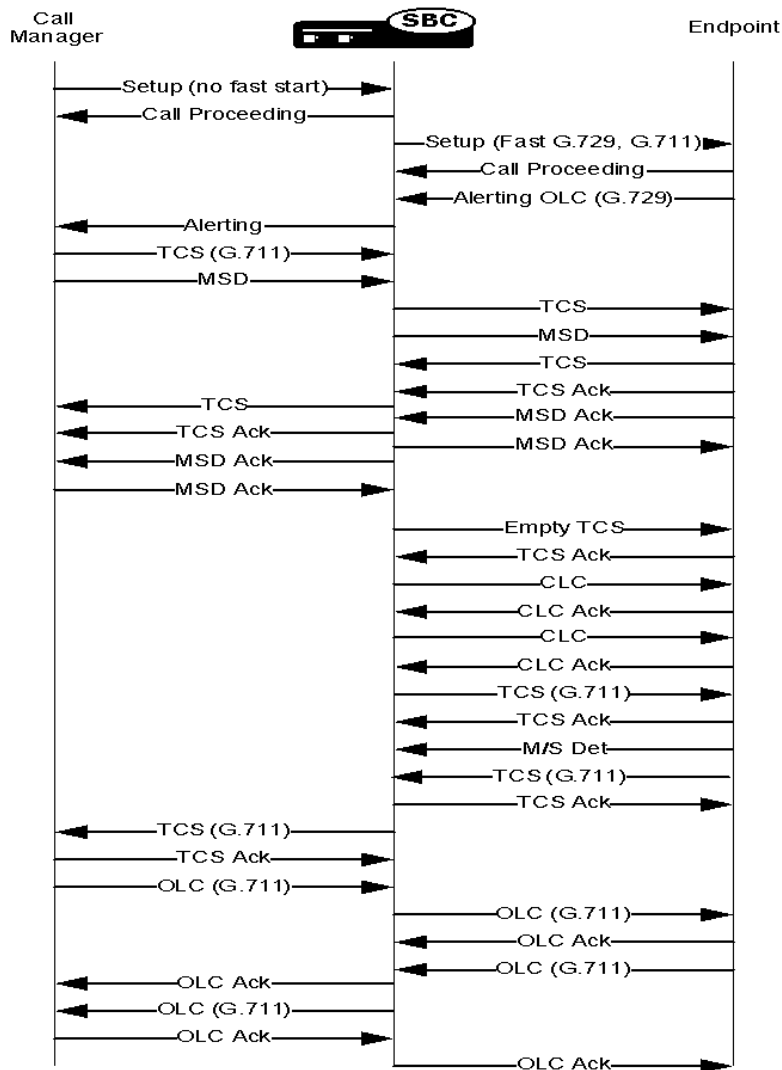 Call
Manager
SBC
Endpoint
Setup (no fast start)
Call Proceeding
Setup (Fast G.729, G.711)
Call Proceeding
Alerting OLC (G.729)
Alerting
TCS (G.711)
MSD
TCS
MSD
TCS
TCS Ack
TCS
MSD Ack
TCS Ack
MSD Ack
MSD Ack
MSD Ack
Empty TCS
TCS Ack
CLC
CLC Ack
CLC
CLC Ack
TCS (G.711)
TCS Ack
M/S Det
TCS (G.711)
TCS Ack
TCS (G.711)
TCS Ack
OLC (G.711)
OLC (G.711)
OLC Ack
OLC (G.711)
OLC Ack
OLC (G.711)
OLC Ack
OLC Ack